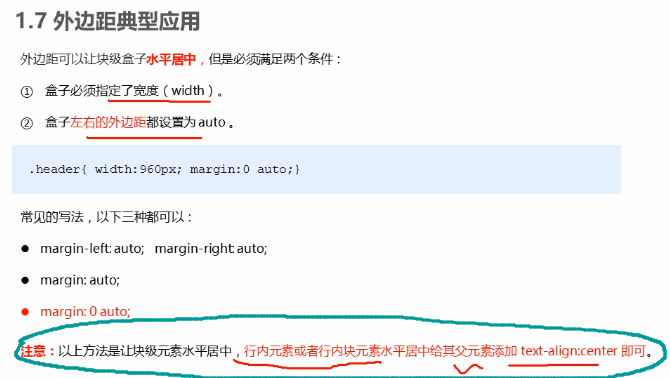 1.7 外边距典型应用
外边距可以让块级盒子水平居中，但是必须满足两个条件：
① 盒子必须指定了宽度（width）。
② 盒子左右的外边距都设置为 auto 。
.header{ width:960px; margin:0 auto;}
常见的写法，以下三种都可以：
● margin-left: auto; margin-right: auto;
● margin: auto;
● margin: 0 auto;
注意：以上方法是让块级元素水平居中，行内元素或者行内块元素水平居中给其父元素添加 text-align:center 即可。